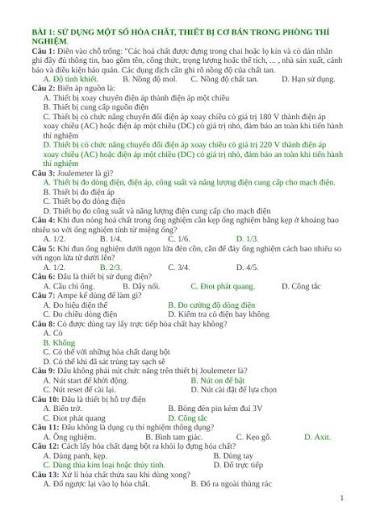 BÀI 1: SỬ DỤNG MỘT SỐ HÓA CHẤT, THIẾT BỊ CƠ BẢN TRONG PHÒNG THÍ
NGHIỆM.
Câu 1: Điền vào chỗ trống: "Các hoá chất được đựng trong chai hoặc lọ kín và có dán nhãn
ghi đầy đủ thông tin, bao gồm tên, công thức, trọng lượng hoặc thể tích, ... , nhà sản xuất, cảnh
báo và điều kiện bảo quản. Các dụng dịch cần ghi rõ nồng độ của chất tan.
A. Độ tinh khiết. B. Nồng độ mol. C. Nồng độ chất tan. D. Hạn sử dụng.
Câu 2: Biến áp nguồn là:
A. Thiết bị xoay chuyển điện áp thành điện áp một chiều
B. Thiết bị cung cấp nguồn điện
C. Thiết bị có chức năng chuyển đổi điện áp xoay chiều có giá trị 180 V thành điện áp
xoay chiều (AC) hoặc điện áp một chiều (DC) có giá trị nhỏ, đảm bảo an toàn khi tiến hành
thí nghiệm
D. Thiết bị có chức năng chuyển đổi điện áp xoay chiều có giá trị 220 V thành điện áp
xoay chiều (AC) hoặc điện áp một chiều (DC) có giá trị nhỏ, đảm bảo an toàn khi tiến hành
thí nghiệm
Câu 3: Joulemeter là gì?
A. Thiết bị đo dòng điện, điện áp, công suất và năng lượng điện cung cấp cho mạch điện.
B. Thiết bị đo điện áp
C. Thiết bọ đo dòng điện
D. Thiết bọ đo công suất và năng lượng điện cung cấp cho mạch điện
Câu 4: Khi đun nóng hoá chất trong ống nghiệm cần kẹp ống nghiệm bằng kẹp ở khoảng bao
nhiêu so với ống nghiệm tính từ miệng ống?
A. 1/2. B. 1/4. C. 1/6. D. 1/3.
Câu 5: Khi đun ống nghiệm dưới ngọn lửa đèn cồn, cần để đáy ống nghiệm cách bao nhiêu so
với ngọn lửa từ dưới lên?
A. 1/2. B. 2/3. C. 3/4. D. 4/5.
Câu 6: Đâu là thiết bị sử dụng điện?
A. Cầu chì ống. B. Dây nối. C. Điot phát quang. D. Công tắc
Câu 7: Ampe kế dùng để làm gì?
A. Đo hiệu điện thế B. Đo cường độ dòng điện
C. Đo chiều dòng điện D. Kiểm tra có điện hay không
Câu 8: Có được dùng tay lấy trực tiếp hóa chất hay không?
A. Có
B. Không
C. Có thể với những hóa chất dạng bột
D. Có thể khi đã sát trùng tay sạch sẽ
Câu 9: Đâu không phải nút chức năng trên thiết bị Joulemeter là?
A. Nút start để khởi động. B. Nút on để bật
C. Nút reset để cài lại. D. Nút cài đặt để lựa chọn
Câu 10: Đâu là thiết bị hỗ trợ điện
A. Biến trở. B. Bóng đèn pin kèm đui 3V
C. Điot phát quang D. Công tắc
Câu 11: Đâu không là dụng cụ thí nghiệm thông dụng?
A. Ống nghiệm. B. Bình tam giác. C. Kẹo gỗ. D. Axit.
Câu 12: Cách lấy hóa chất dạng bột ra khỏi lọ đựng hóa chất?
A. Dùng panh, kẹp. B. Dùng tay
C. Dùng thìa kim loại hoặc thủy tinh. D. Đổ trực tiếp
Câu 13: Xử lí hóa chất thừa sau khi dùng xong?
A. Đổ ngược lại vào lọ hóa chất. B. Đổ ra ngoài thùng rác
1